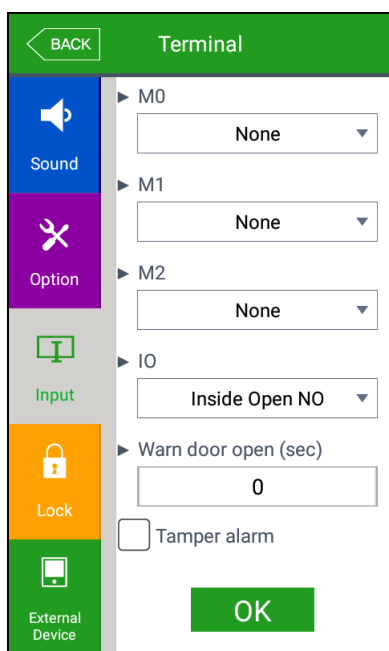 BACK
Terminal
Sound
Option
Input
Lock
External
Device
► M0
None
► M1
None
► M2
None
► IO
Inside Open NO
► Warn door open (sec)
0
Tamper alarm
OK